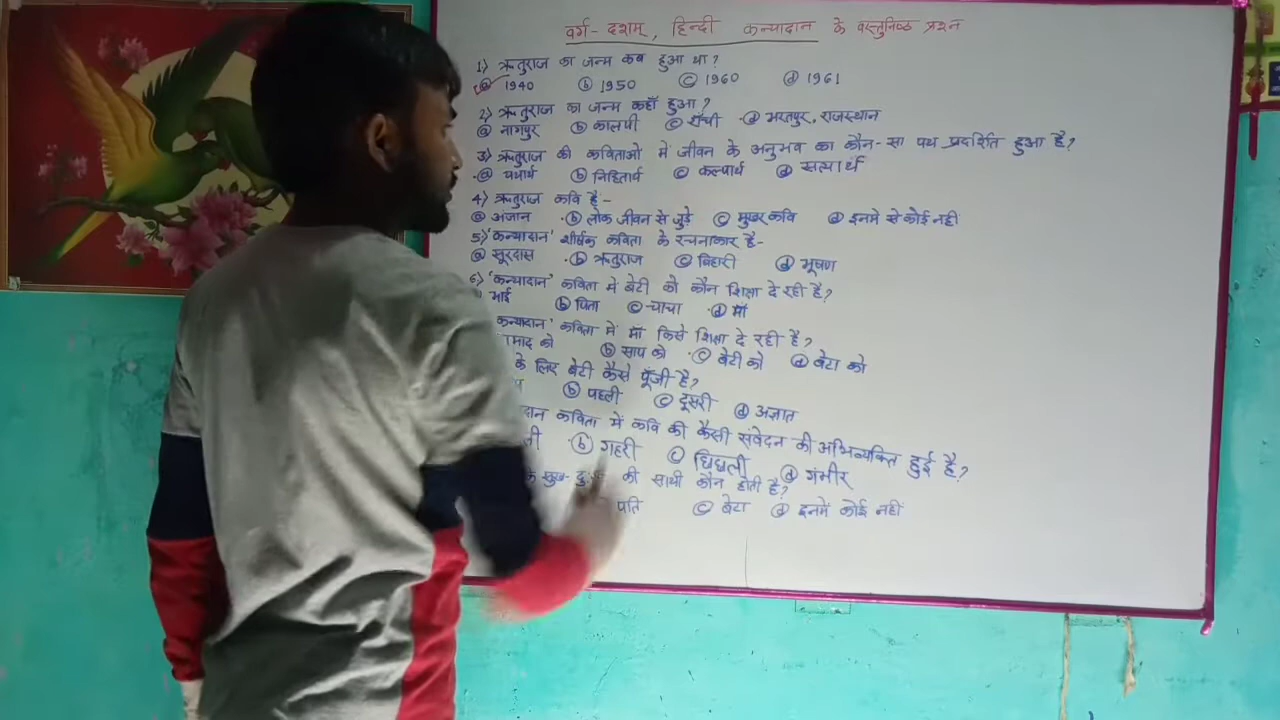 वर्ग- दशम्, हिन्दी कन्यादान के वस्तुनिष्ठ प्रश्न
1) ऋतुराज का जन्म कब हुआ था?
ⓐ 1940 ⓑ 1950 ⓒ 1960 ⓓ 1961
2) ऋतुराज का जन्म कहाँ हुआ?
ⓐ नागपुर ⓑ कालपी ⓒ राँची ⓓ भरतपुर, राजस्थान
3) ऋतुराज की कविताओं में जीवन के अनुभव का कौन-सा पथ प्रदर्शित हुआ है?
ⓐ यथार्थ ⓑ निहितार्थ ⓒ कल्पार्थ ⓓ सत्यार्थ
4) ऋतुराज कवि है-
ⓐ अंजान ⓑ लोक जीवन से जुड़े ⓒ मुखर कवि ⓓ इनमे से कोई नहीं
5) 'कन्यादान' शीर्षक कविता के रचनाकार है-
ⓐ सूरदास ⓑ ऋतुराज ⓒ बिहारी ⓓ भूषण
6) 'कन्यादान' कविता मे बेटी को कौन शिक्षा दे रही है?
भाई ⓑ पिता ⓒ चाचा ⓓ माँ
कन्यादान' कविता में माँ किसे शिक्षा दे रही है?
को ⓑ साप को ⓒ बेटी को ⓓ बेटा को
के लिए बेटी कैसे पूँजी है?
ⓑ पहली ⓒ दूसरी ⓓ अज्ञात
कविता में कवि की कैसी संवेदन की अभिव्यक्ति हुई है?
ⓑ गहरी ⓒ छिछली ⓓ गंभीर
के सुख- की साथी कौन होती है?
पति ⓒ बेटा ⓓ इनमें कोई नहीं